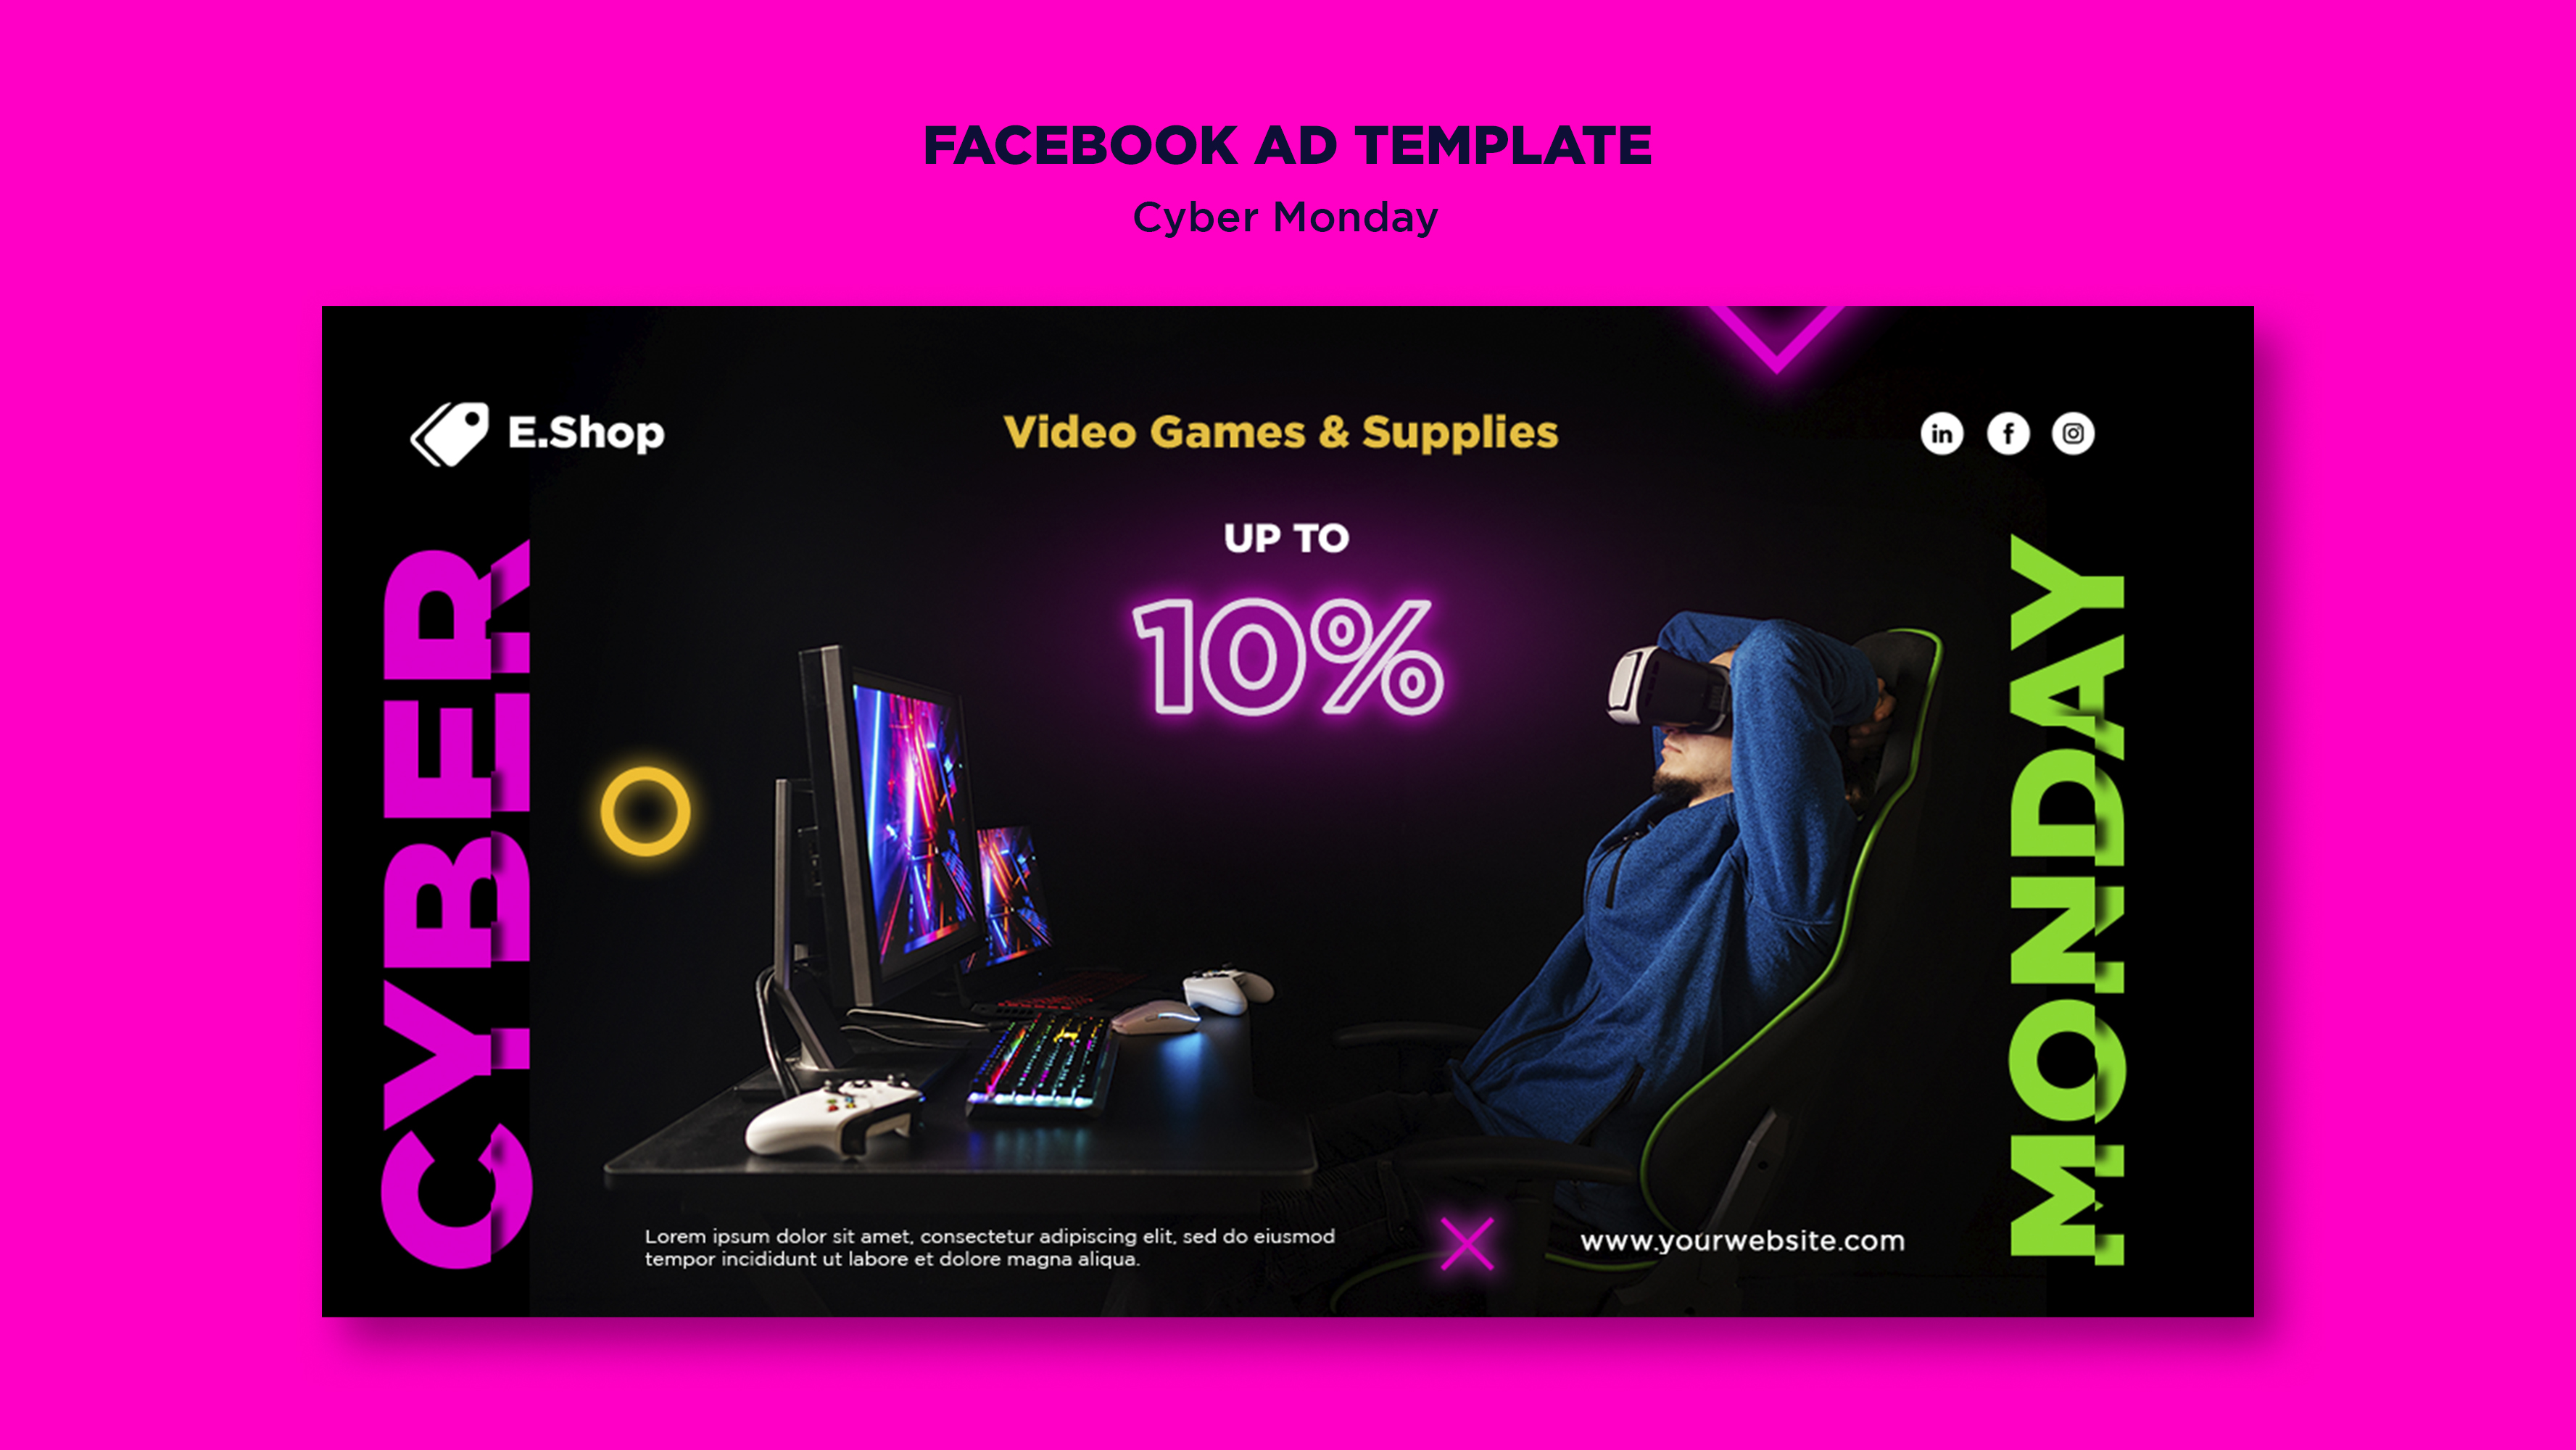 FACEBOOK AD TEMPLATE
Cyber Monday
E.Shop
Video Games & Supplies
in f
UP TO
10%
CYBER
MONDAY
Lorem ipsum dolor sit amet, consectetur adipiscing elit, sed do eiusmod
tempor incididunt ut labore et dolore magna aliqua.
www.yourwebsite.com